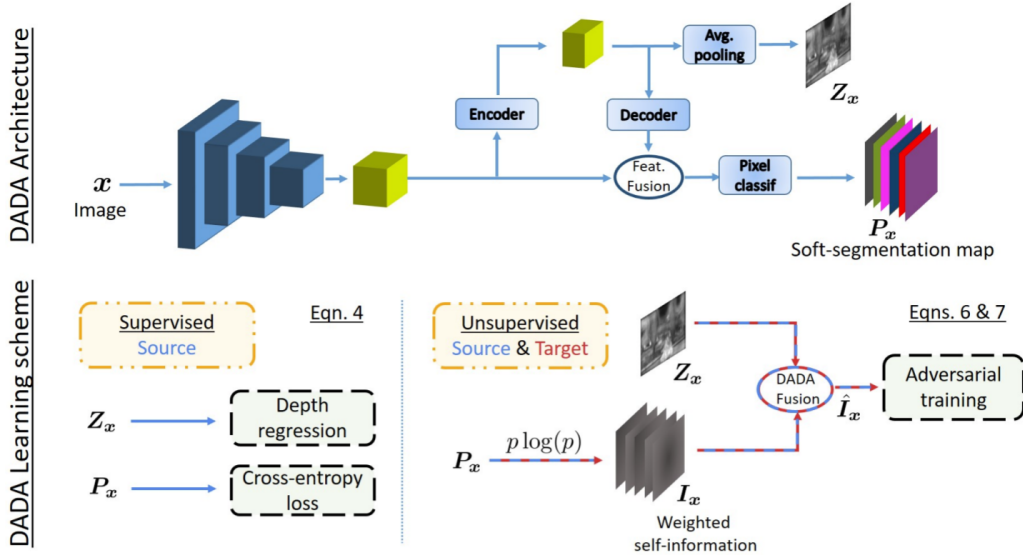 DADA Architecture
x
Image
Encoder
Avg.
pooling
Decoder
Feat.
Fusion
Pixel
classif
Z_x
P_x
Soft-segmentation map
DADA Learning scheme
Supervised
Source
Eqn. 4
Z_x
Depth
regression
P_x
Cross-entropy
loss
Unsupervised
Source & Target
Eqns. 6 & 7
Z_x
DADA
Fusion
Î_x
Adversarial
training
P_x
p log(p)
I_x
Weighted
self-information